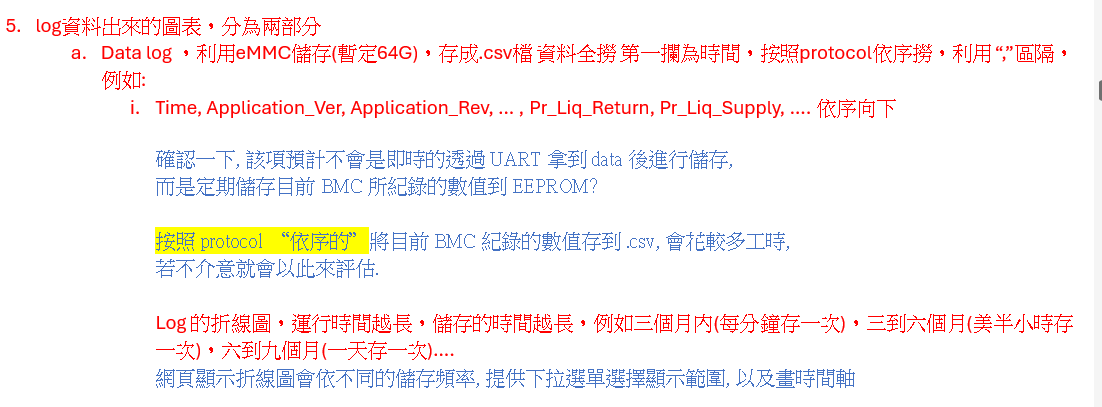 5. log資料出來的圖表，分為兩部分
a. Data log ，利用eMMC儲存(暫定64G)，存成.csv檔 資料全撈 第一攔為時間，按照protocol依序撈，利用 “,”區隔，
例如:
i. Time, Application_Ver, Application_Rev, ... , Pr_Liq_Return, Pr_Liq_Supply, .... 依序向下
確認一下, 該項預計不會是即時的透過 UART 拿到 data 後進行儲存,
而是定期儲存目前 BMC 所紀錄的數值到 EEPROM?
按照 protocol “依序的” 將目前 BMC 紀錄的數值存到 .csv, 會花較多工時,
若不介意就會以此來評估.
Log 的折線圖，運行時間越長，儲存的時間越長，例如三個月內(每分鐘存一次)，三到六個月(美半小時存
一次)，六到九個月(一天存一次)....
網頁顯示折線圖會依不同的儲存頻率, 提供下拉選單選擇顯示範圍, 以及畫時間軸